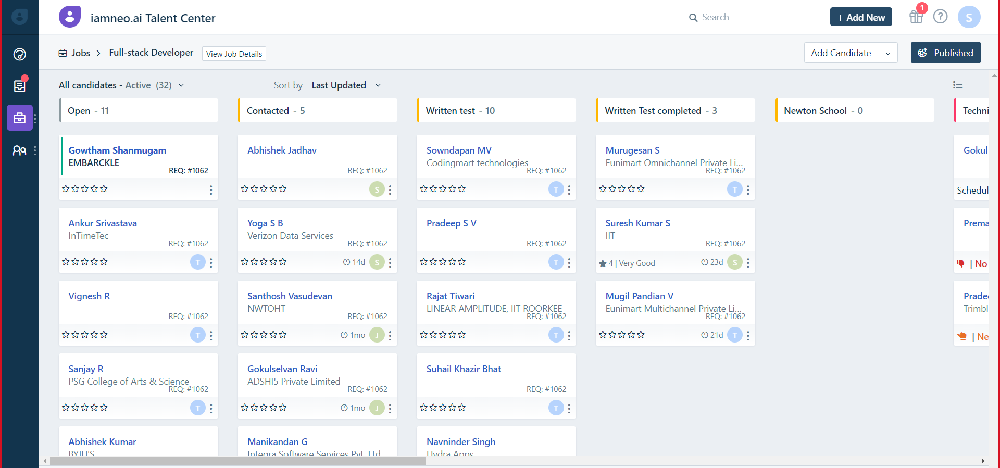 iamneo.ai Talent Center
Search
+ Add New
1
?
S
Jobs > Full-stack Developer
View Job Details
Add Candidate
Published
All candidates - Active (32)
Sort by Last Updated
Open - 11
Gowtham Shanmugam
EMBARCKLE
REQ: #1062
Ankur Srivastava
InTimeTec
REQ: #1062
T
Vignesh R
REQ: #1062
T
Sanjay R
PSG College of Arts & Science
REQ: #1062
T
Abhishek Kumar
BYJU'S
Contacted - 5
Abhishek Jadhav
REQ: #1062
S
Yoga S B
Verizon Data Services
REQ: #1062
14d S
Santhosh Vasudevan
NWTOHT
REQ: #1062
1mo J
Gokulselvan Ravi
ADSHI5 Private Limited
REQ: #1062
1mo J
Manikandan G
Integra Software Services Pvt. Ltd
Written test - 10
Sowndapan MV
Codingmart technologies
REQ: #1062
T
Pradeep S V
REQ: #1062
T
Rajat Tiwari
LINEAR AMPLITUDE, IIT ROORKEE
REQ: #1062
T
Suhail Khazir Bhat
REQ: #1062
T
Navninder Singh
Hydra Apps
Written Test completed - 3
Murugesan S
Eunimart Omnichannel Private Li...
REQ: #1062
T
Suresh Kumar S
IIT
REQ: #1062
4 | Very Good 23d S
Mugil Pandian V
Eunimart Multichannel Private Li...
REQ: #1062
21d T
Newton School - 0
Techni
Gokul
Schedul
Prema
| No
Pradee
Trimbl
| Ne